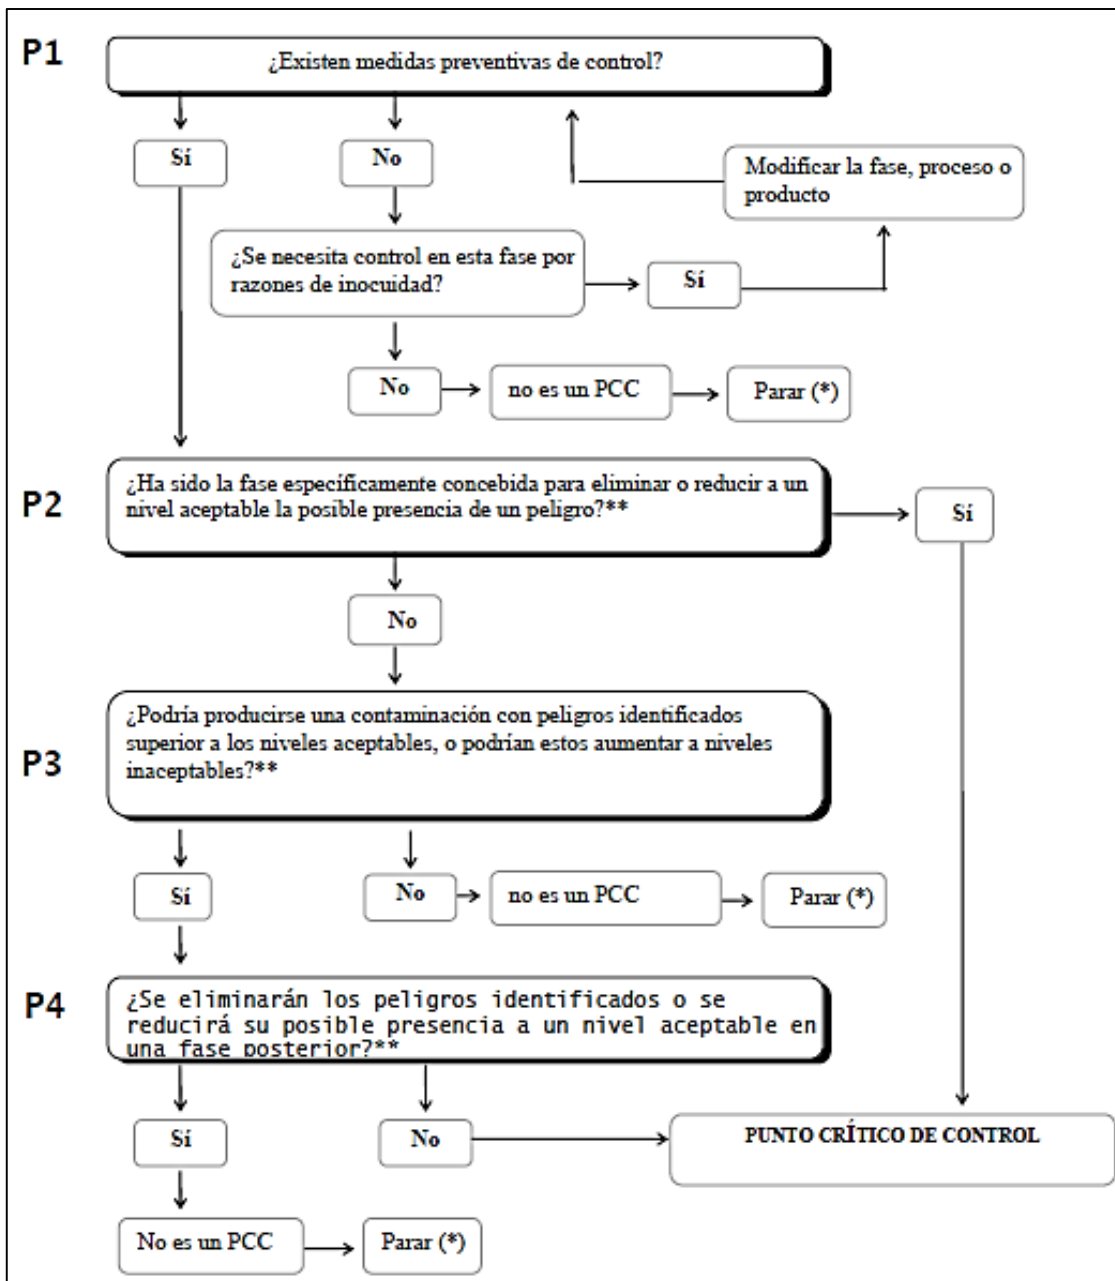 P1
¿Existen medidas preventivas de control?
Sí
No
Modificar la fase, proceso o
producto
¿Se necesita control en esta fase por
razones de inocuidad?
Sí
No
no es un PCC
Parar (*)
P2
¿Ha sido la fase específicamente concebida para eliminar o reducir a un
nivel aceptable la posible presencia de un peligro?**
Sí
No
P3
¿Podría producirse una contaminación con peligros identificados
superior a los niveles aceptables, o podrían estos aumentar a niveles
inaceptables?**
Sí
No
no es un PCC
Parar (*)
P4
¿Se eliminarán los peligros identificados o se
reducirá su posible presencia a un nivel aceptable en
una fase posterior?**
Sí
No
PUNTO CRÍTICO DE CONTROL
No es un PCC
Parar (*)